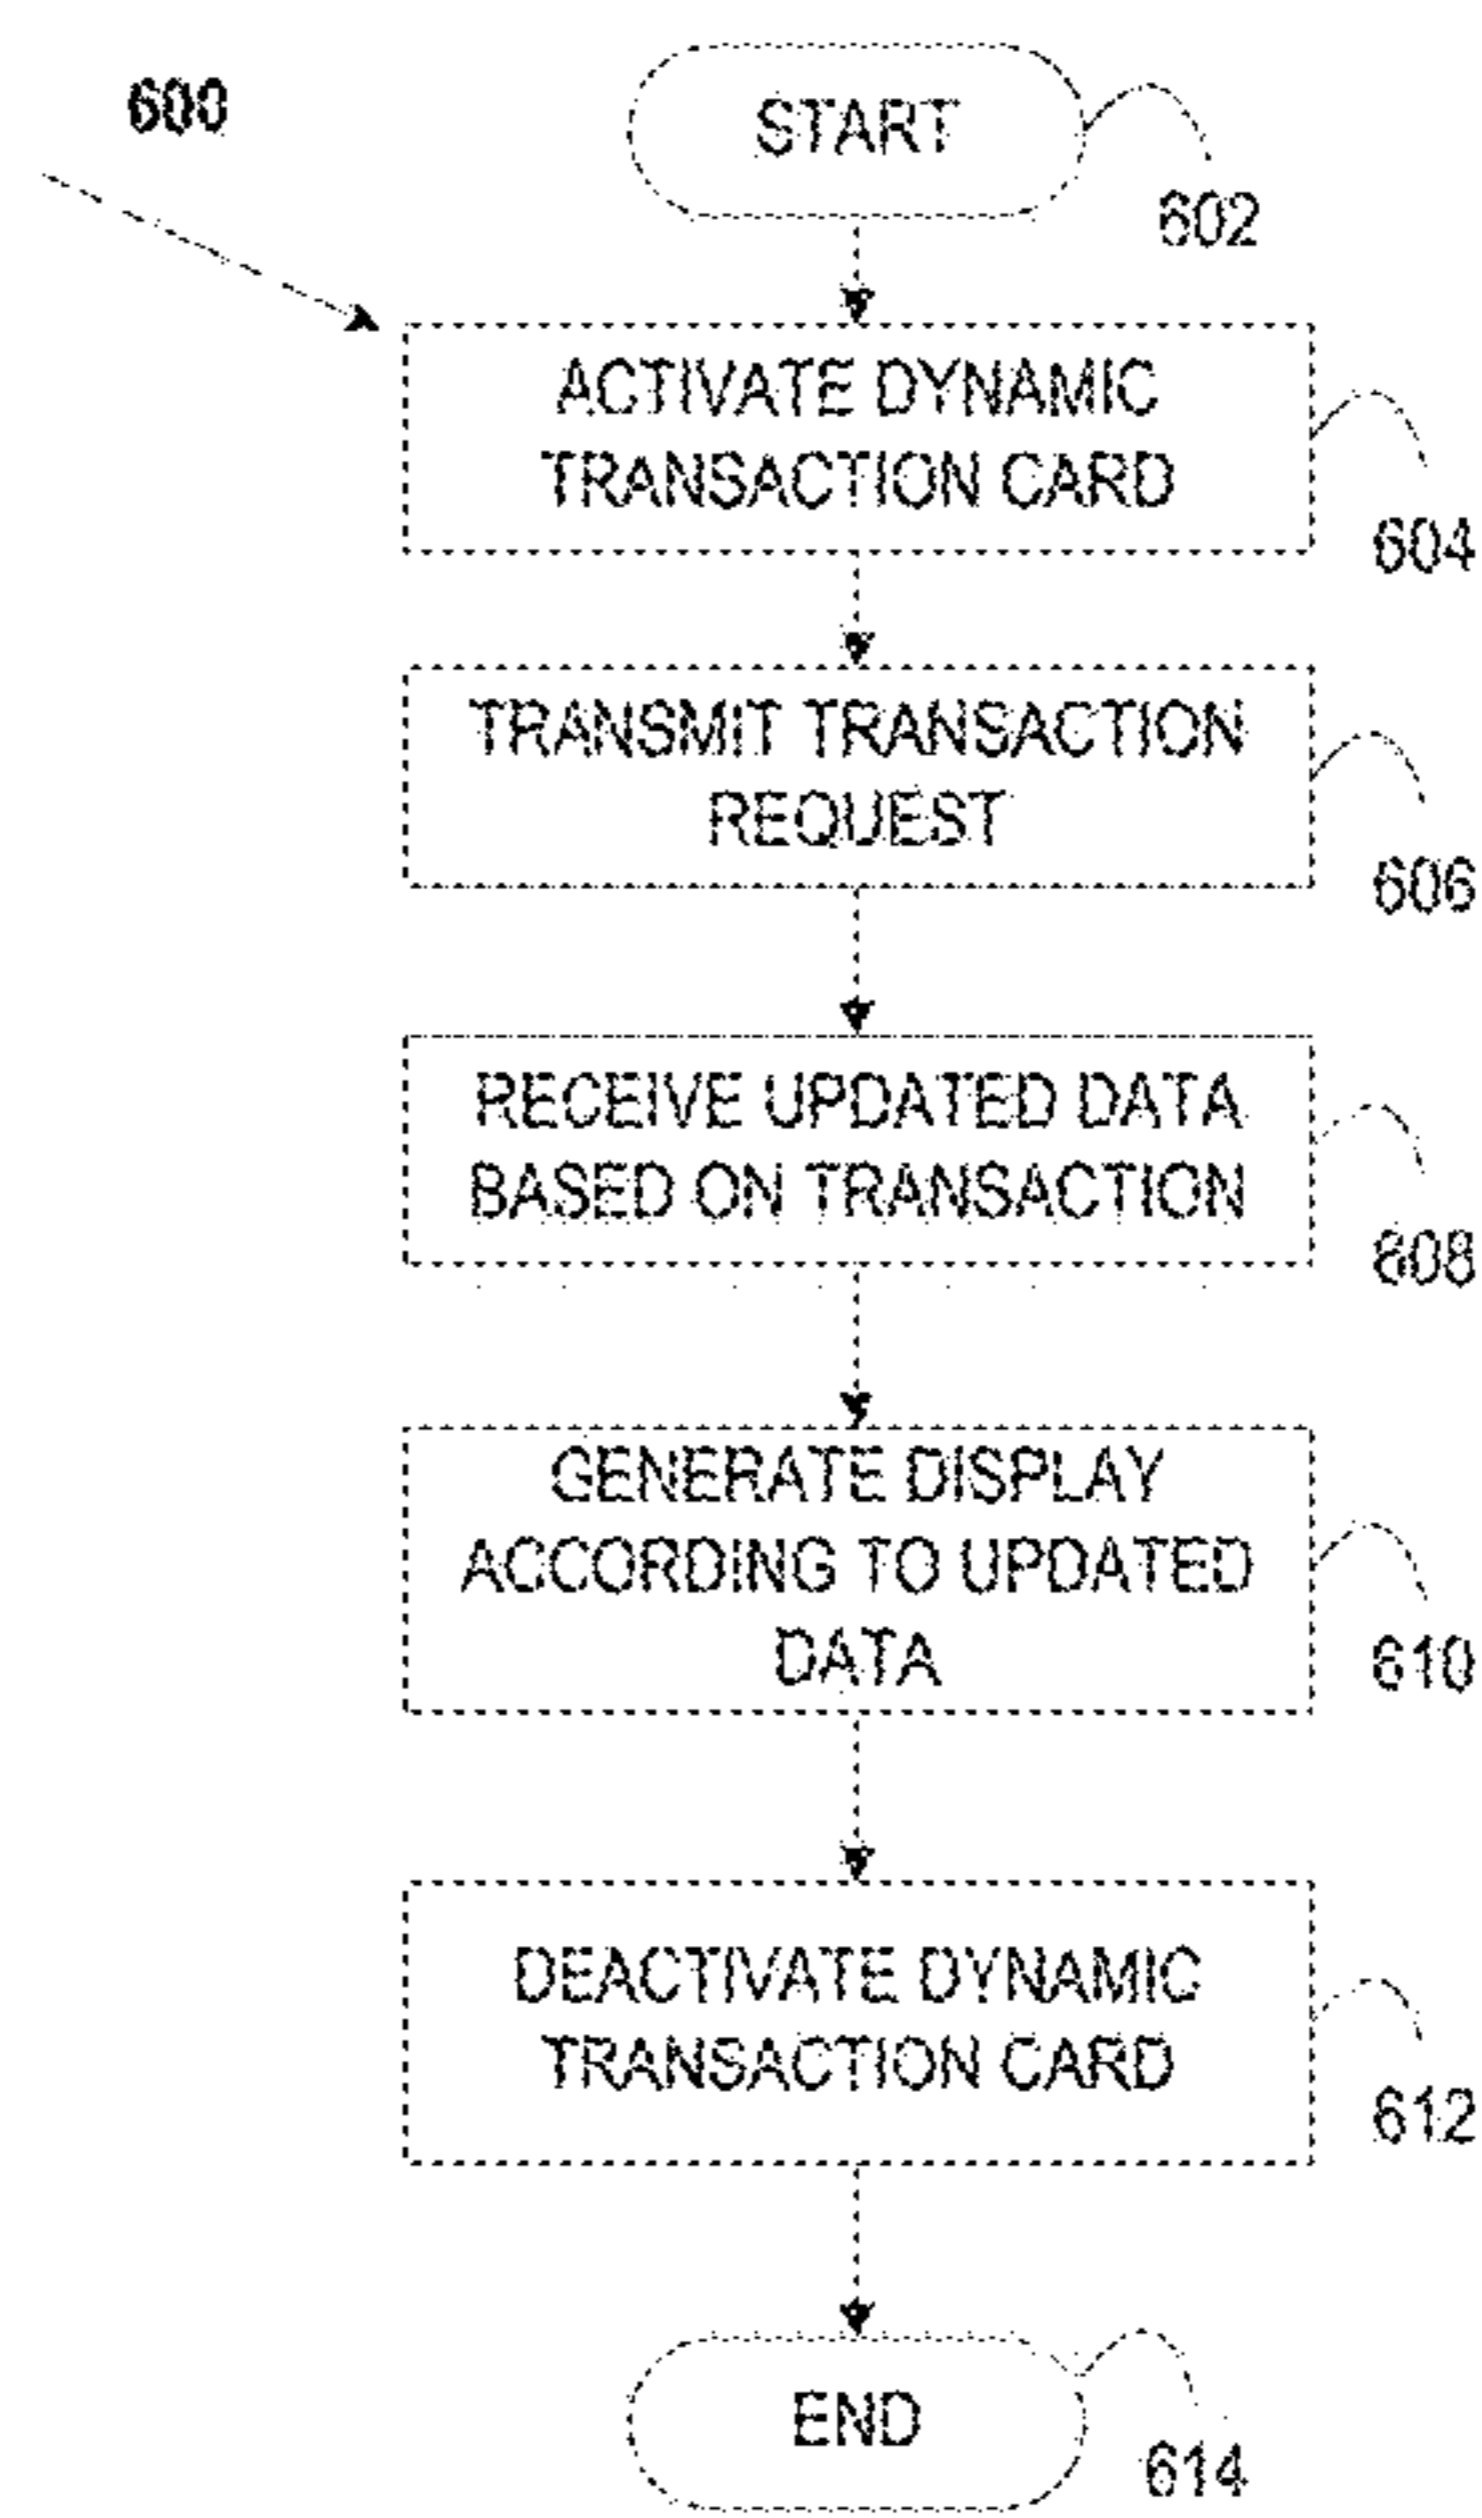 600
START
602
ACTIVATE DYNAMIC
TRANSACTION CARD
604
TRANSMIT TRANSACTION
REQUEST
606
RECEIVE UPDATED DATA
BASED ON TRANSACTION
608
GENERATE DISPLAY
ACCORDING TO UPDATED
DATA
610
DEACTIVATE DYNAMIC
TRANSACTION CARD
612
END
614